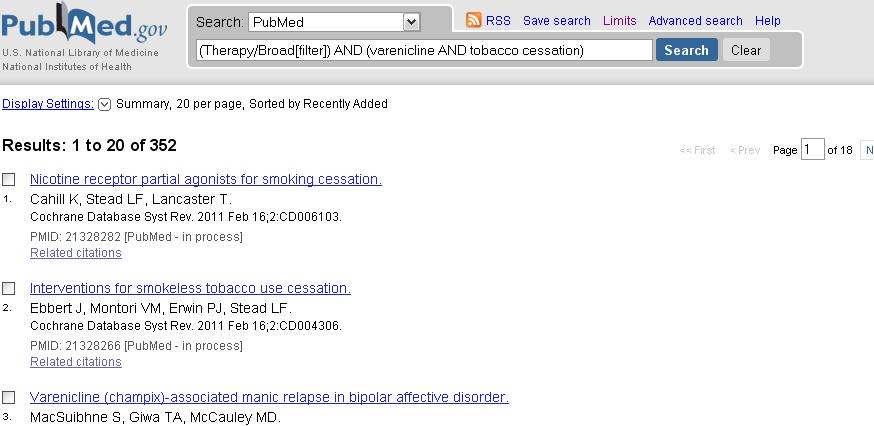 PubMed.gov
U.S. National Library of Medicine
National Institutes of Health
Search: PubMed
RSS Save search Limits Advanced search Help
(Therapy/Broad[filter]) AND (varenicline AND tobacco cessation)
Search Clear
Display Settings: Summary, 20 per page, Sorted by Recently Added
Results: 1 to 20 of 352
<< First < Prev Page 1 of 18 N
Nicotine receptor partial agonists for smoking cessation.
1. Cahill K, Stead LF, Lancaster T.
Cochrane Database Syst Rev. 2011 Feb 16;2:CD006103.
PMID: 21328282 [PubMed - in process]
Related citations
Interventions for smokeless tobacco use cessation.
2. Ebbert J, Montori VM, Erwin PJ, Stead LF.
Cochrane Database Syst Rev. 2011 Feb 16;2:CD004306.
PMID: 21328266 [PubMed - in process]
Related citations
Varenicline (champix)-associated manic relapse in bipolar affective disorder.
3. MacSuibhne S, Giwa TA, McCauley MD.